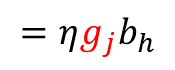 = ηg_j b_h